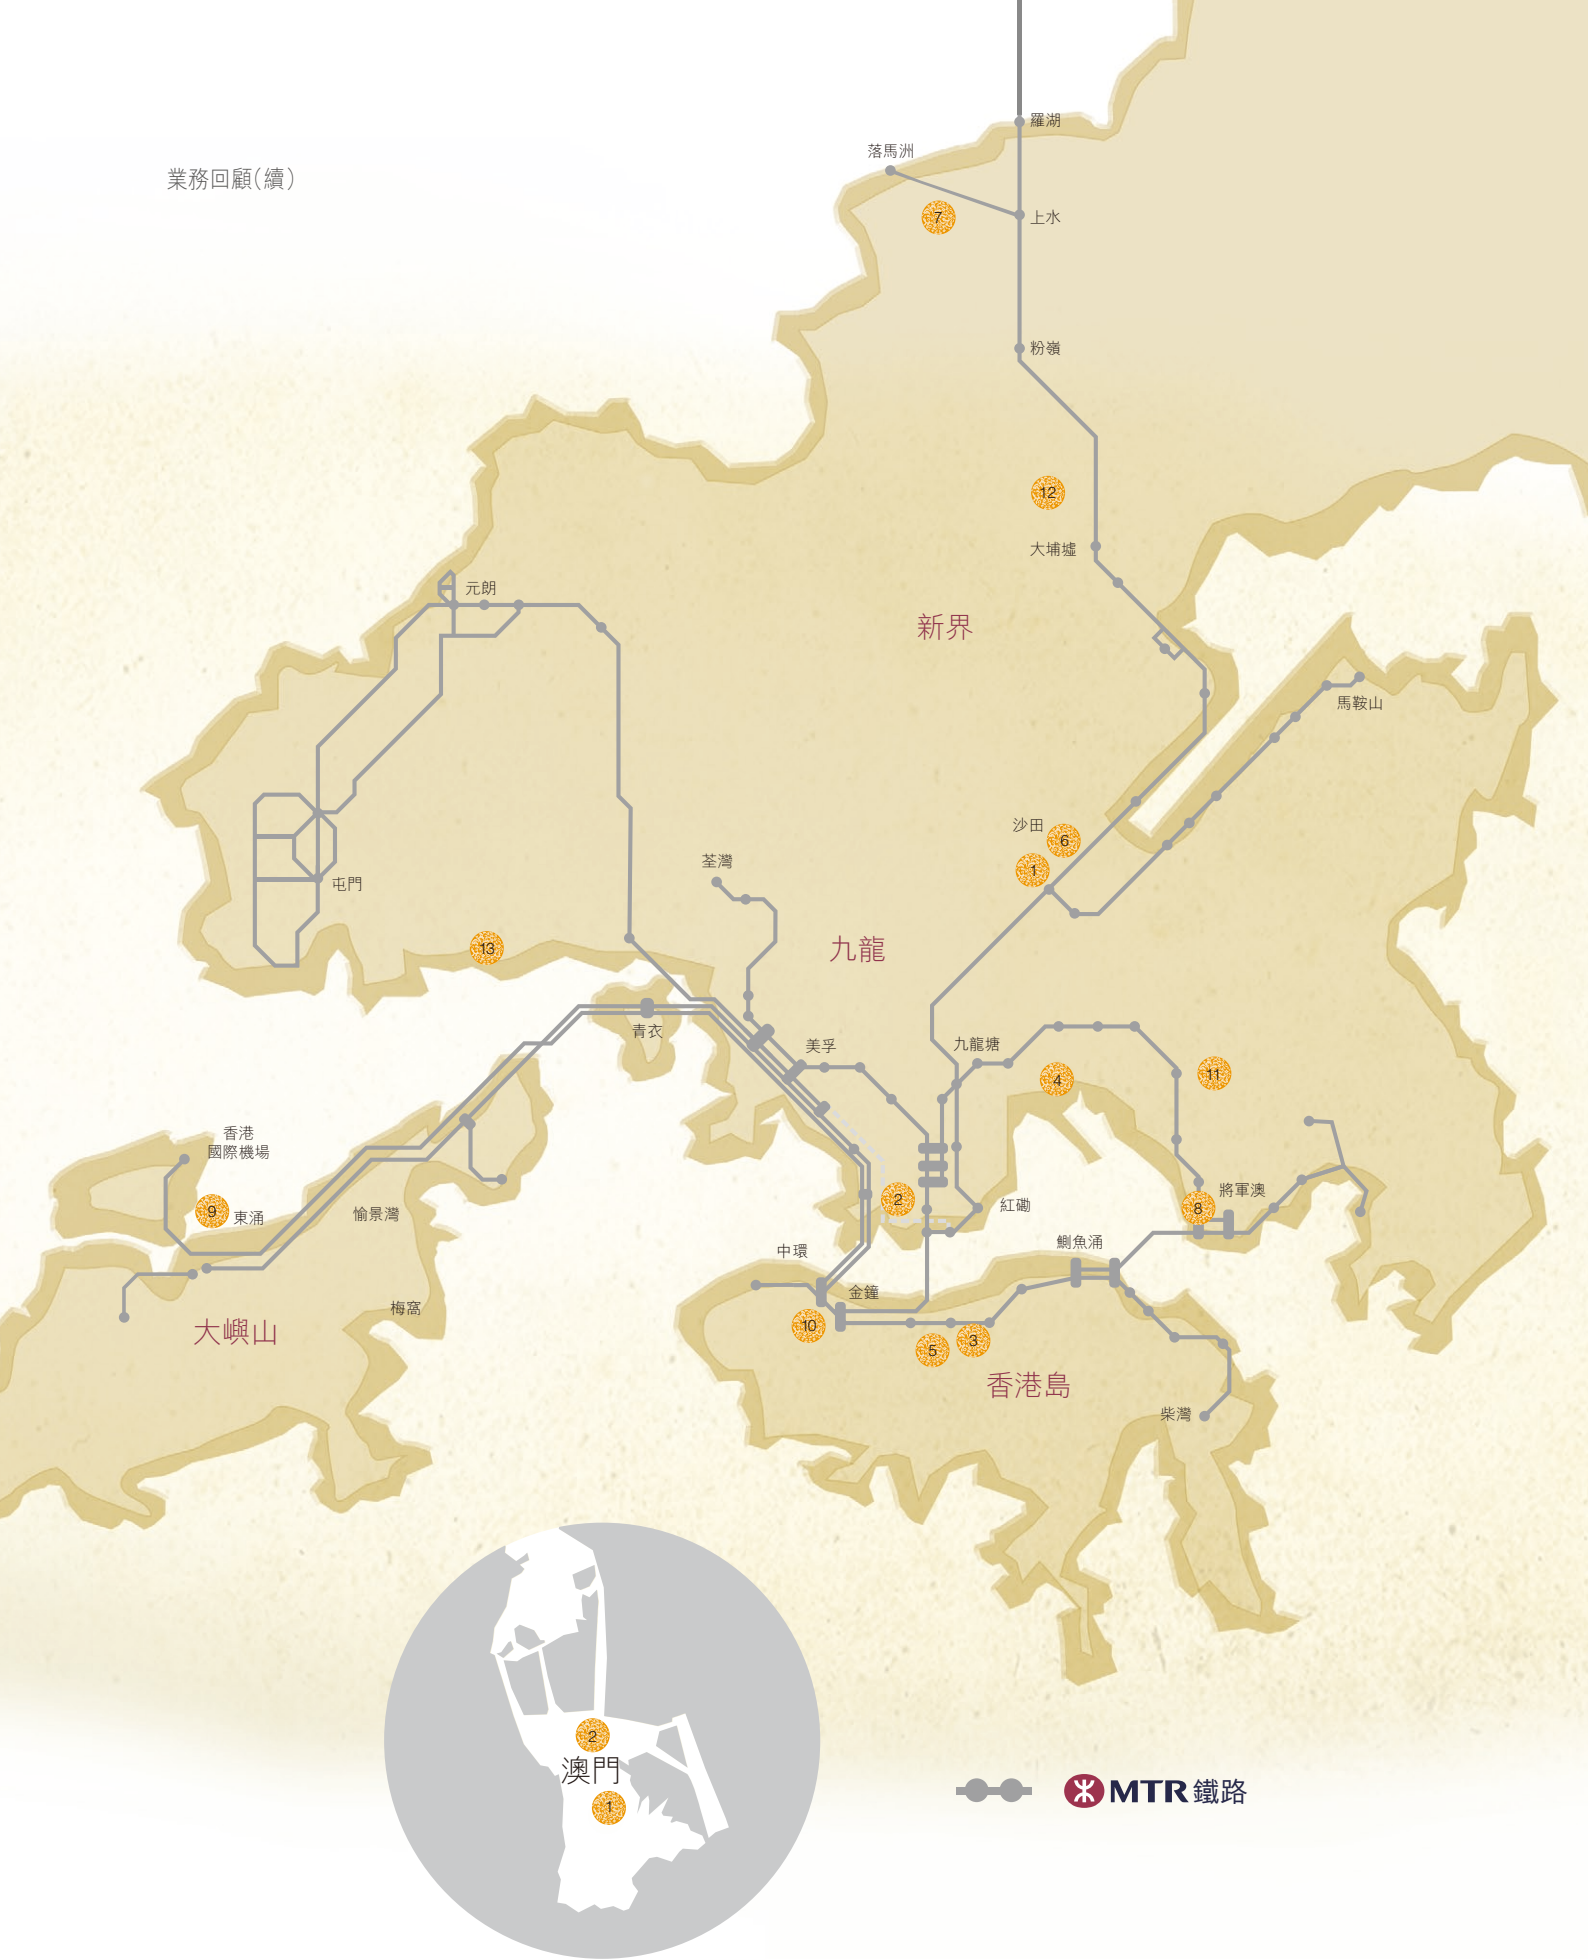 羅湖
落馬洲
業務回顧(續)
7
上水
粉嶺
12
大埔墟
元朗
新界
馬鞍山
沙田
6
1
荃灣
屯門
13
九龍
青衣
美孚
九龍塘
4
11
香港
國際機場
9
東涌
愉景灣
2
紅磡
將軍澳
8
鰂魚涌
中環
金鐘
梅窩
大嶼山
10
5
3
香港島
柴灣
2
澳門
1
MTR 鐵路